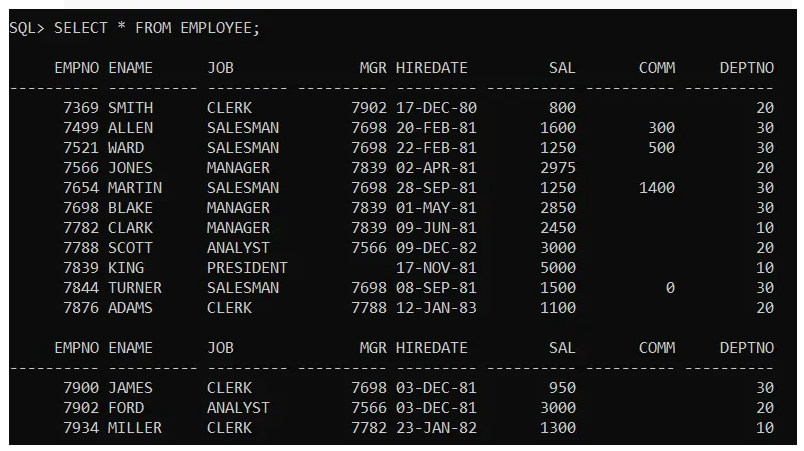 SQL> SELECT * FROM EMPLOYEE;
     EMPNO ENAME      JOB              MGR HIREDATE         SAL       COMM     DEPTNO
---------- ---------- --------- ---------- --------- ---------- ---------- ----------
      7369 SMITH      CLERK           7902 17-DEC-80        800                    20
      7499 ALLEN      SALESMAN        7698 20-FEB-81       1600        300         30
      7521 WARD       SALESMAN        7698 22-FEB-81       1250        500         30
      7566 JONES      MANAGER         7839 02-APR-81       2975                    20
      7654 MARTIN     SALESMAN        7698 28-SEP-81       1250       1400         30
      7698 BLAKE      MANAGER         7839 01-MAY-81       2850                    30
      7782 CLARK      MANAGER         7839 09-JUN-81       2450                    10
      7788 SCOTT      ANALYST         7566 09-DEC-82       3000                    20
      7839 KING       PRESIDENT            17-NOV-81       5000                    10
      7844 TURNER     SALESMAN        7698 08-SEP-81       1500          0         30
      7876 ADAMS      CLERK           7788 12-JAN-83       1100                    20
     EMPNO ENAME      JOB              MGR HIREDATE         SAL       COMM     DEPTNO
---------- ---------- --------- ---------- --------- ---------- ---------- ----------
      7900 JAMES      CLERK           7698 03-DEC-81        950                    30
      7902 FORD       ANALYST         7566 03-DEC-81       3000                    20
      7934 MILLER     CLERK           7782 23-JAN-82       1300                    10